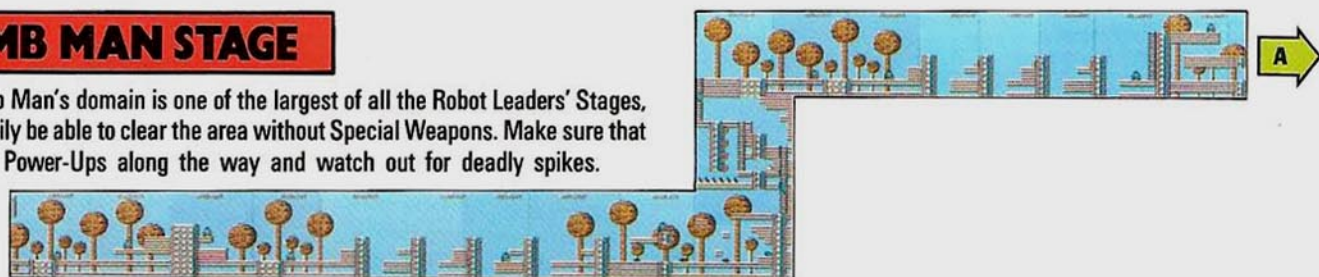 MB MAN STAGE
Man's domain is one of the largest of all the Robot Leaders' Stages,
ily be able to clear the area without Special Weapons. Make sure that
Power-Ups along the way and watch out for deadly spikes.
A